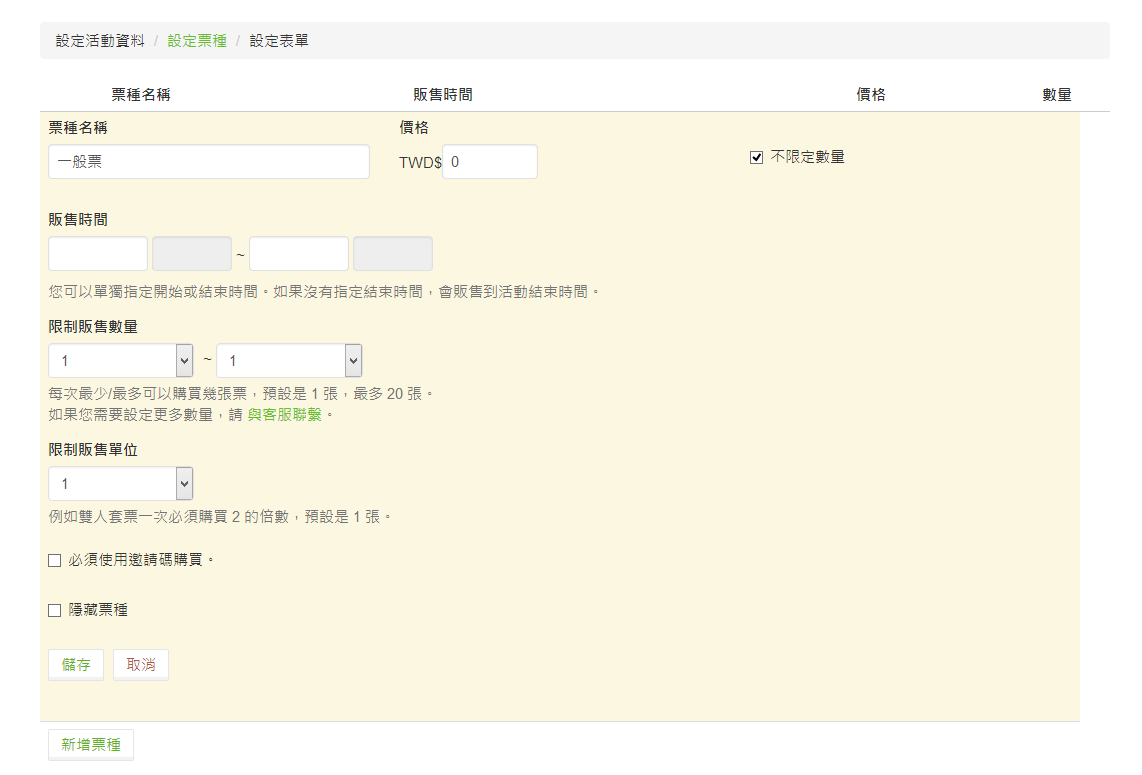 設定活動資料 / 設定票種 / 設定表單
票種名稱 販售時間 價格 數量
票種名稱 價格
一般票 TWD$ 0 不限定數量
販售時間
~
您可以單獨指定開始或結束時間。如果沒有指定結束時間，會販售到活動結束時間。
限制販售數量
1 ~ 1
每次最少/最多可以購買幾張票，預設是 1 張，最多 20 張。
如果您需要設定更多數量，請 與客服聯繫。
限制販售單位
1
例如雙人套票一次必須購買 2 的倍數，預設是 1 張。
必須使用邀請碼購買。
隱藏票種
儲存 取消
新增票種